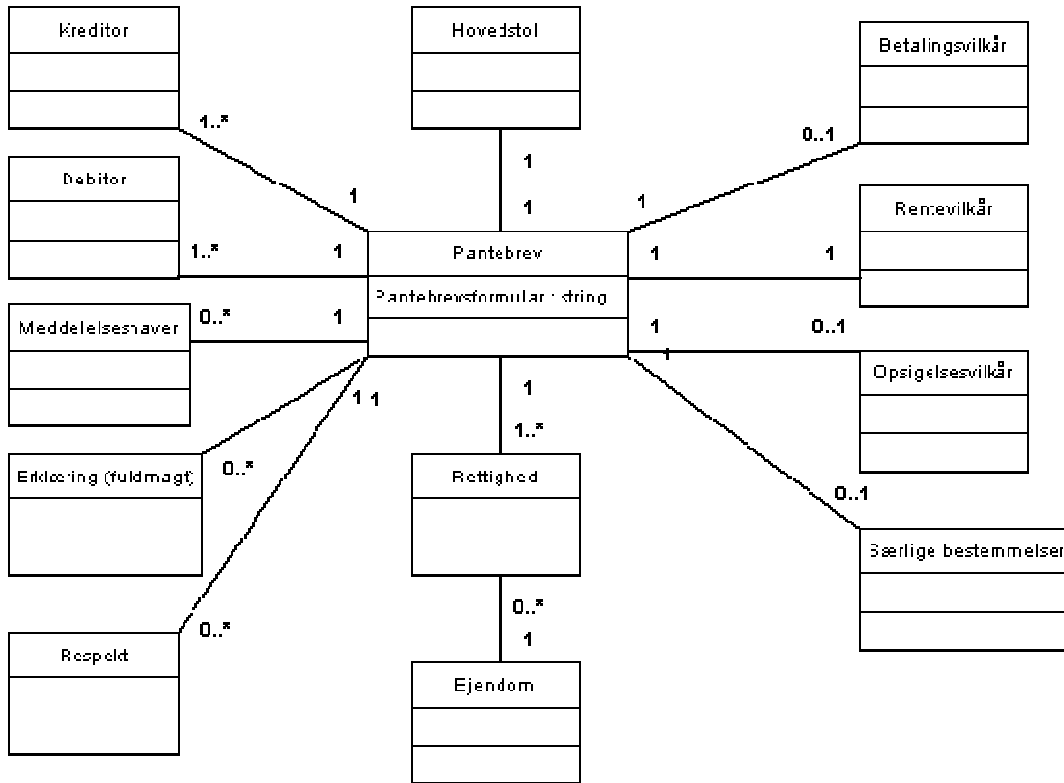 Kreditor
Hovedstol
Betalingsvilkår
1..*
1
0..1
Debitor
1
1
1
Rentevilkår
1..*
1
Pantebrev
1
1
Pantebrevsformular : string
Meddelelseshaver
0..*
1
1
0..1
1
Opsigelsesvilkår
1 1
1
1..*
Erklæring (fuldmagt)
0..*
Rettighed
0..1
Særlige bestemmelser
0..*
0..*
1
Respekt
Ejendom